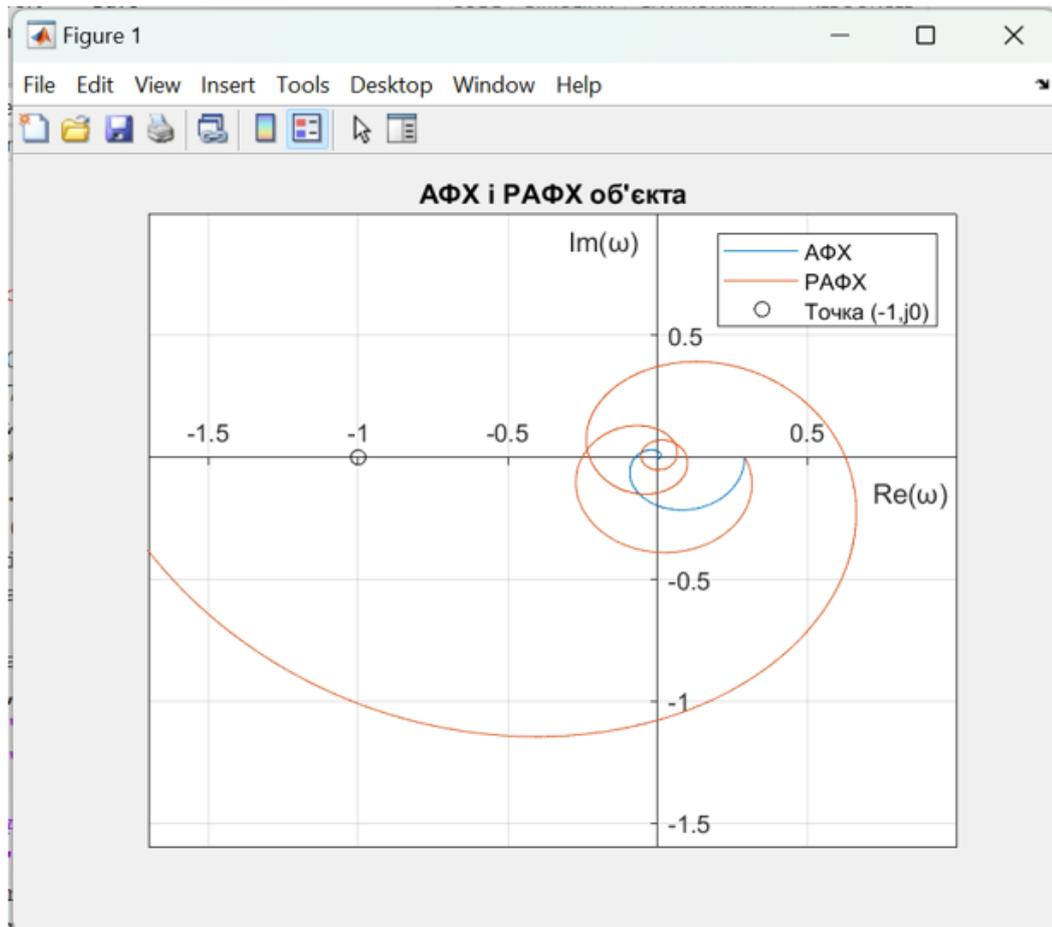 Figure 1
File Edit View Insert Tools Desktop Window Help
АФХ і РАФХ об'єкта
Im(ω)
АФХ
РАФХ
Точка (-1,j0)
0.5
-1.5 -1 -0.5 0.5
Re(ω)
-0.5
-1
-1.5